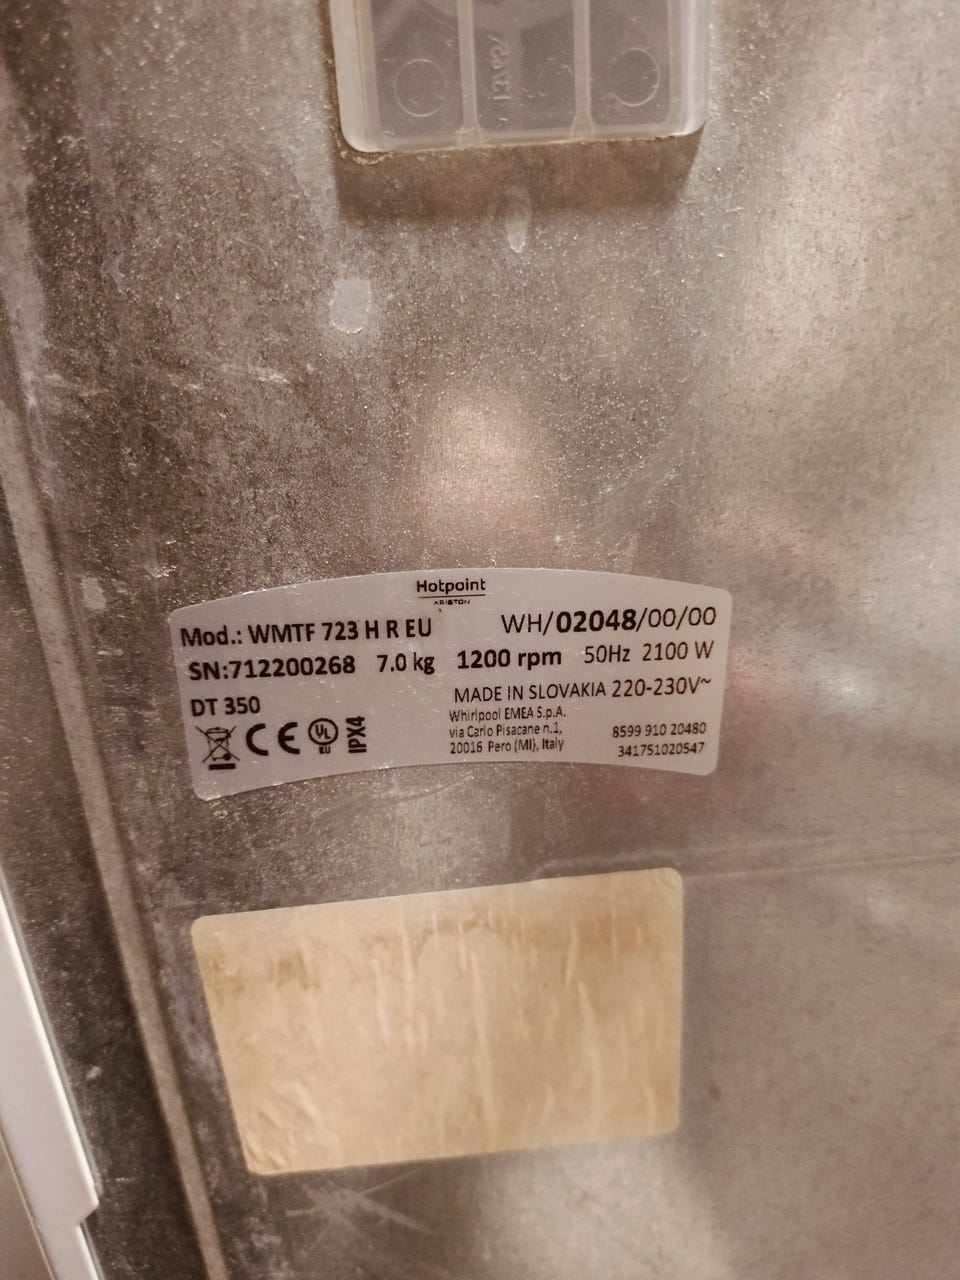 Hotpoint
ARISTON
Mod.: WMTF 723 H R EU WH/02048/00/00
SN:712200268 7.0 kg 1200 rpm 50Hz 2100 W
DT 350 MADE IN SLOVAKIA 220-230V~
Whirlpool EMEA S.p.A.
via Carlo Pisacane n.1, 8599 910 20480
20016 Pero (MI), Italy 341751020547
CE UL EU IPX4